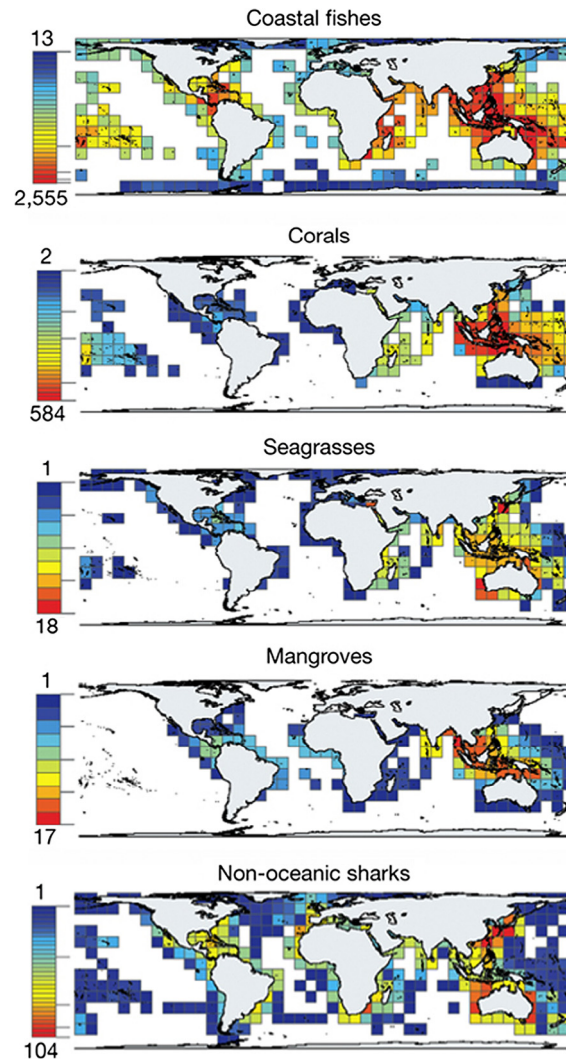 Coastal fishes
13
2,555
Corals
2
584
Seagrasses
1
18
Mangroves
1
17
Non-oceanic sharks
1
104